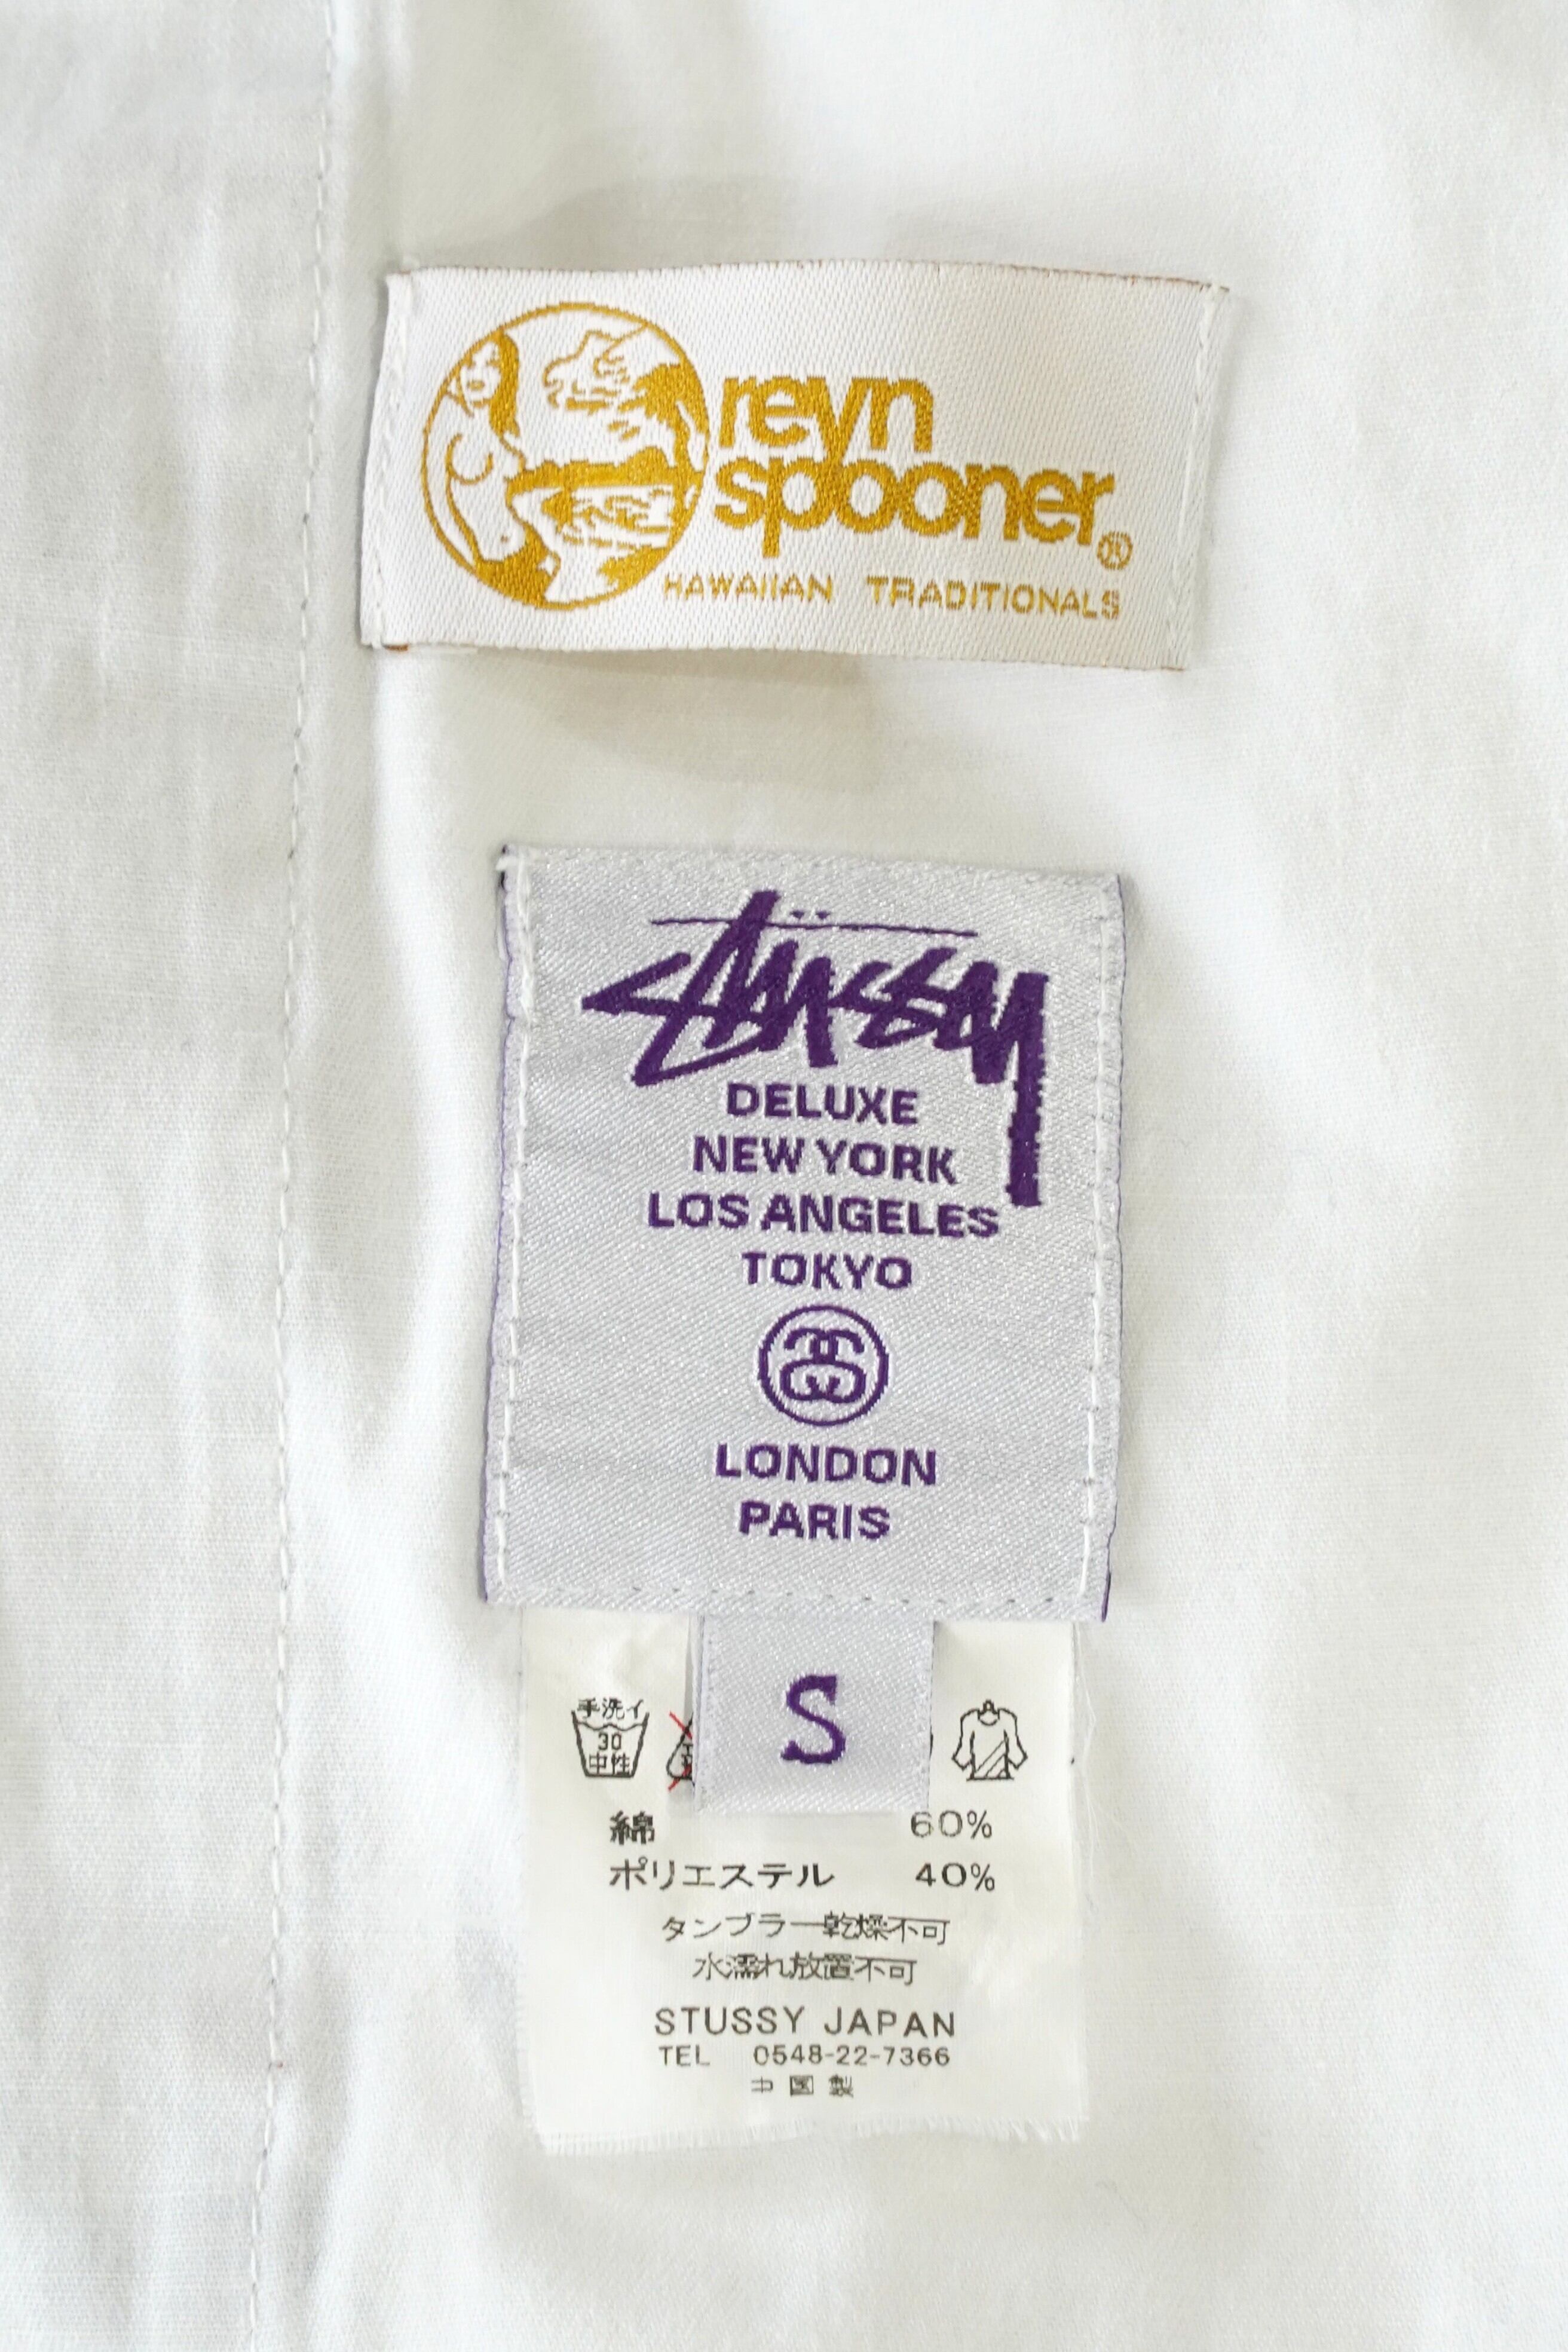 reyn
spooner®
HAWAIIAN TRADITIONALS
STÜSSY
DELUXE
NEW YORK
LOS ANGELES
TOKYO
LONDON
PARIS
S
手洗イ
30
中性
綿 60%
ポリエステル 40%
タンブラー乾燥不可
水濡れ放置不可
STUSSY JAPAN
TEL 0548-22-7366
中国製